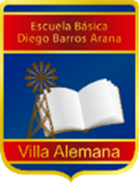 Escuela Básica
Diego Barros Arana
Villa Alemana